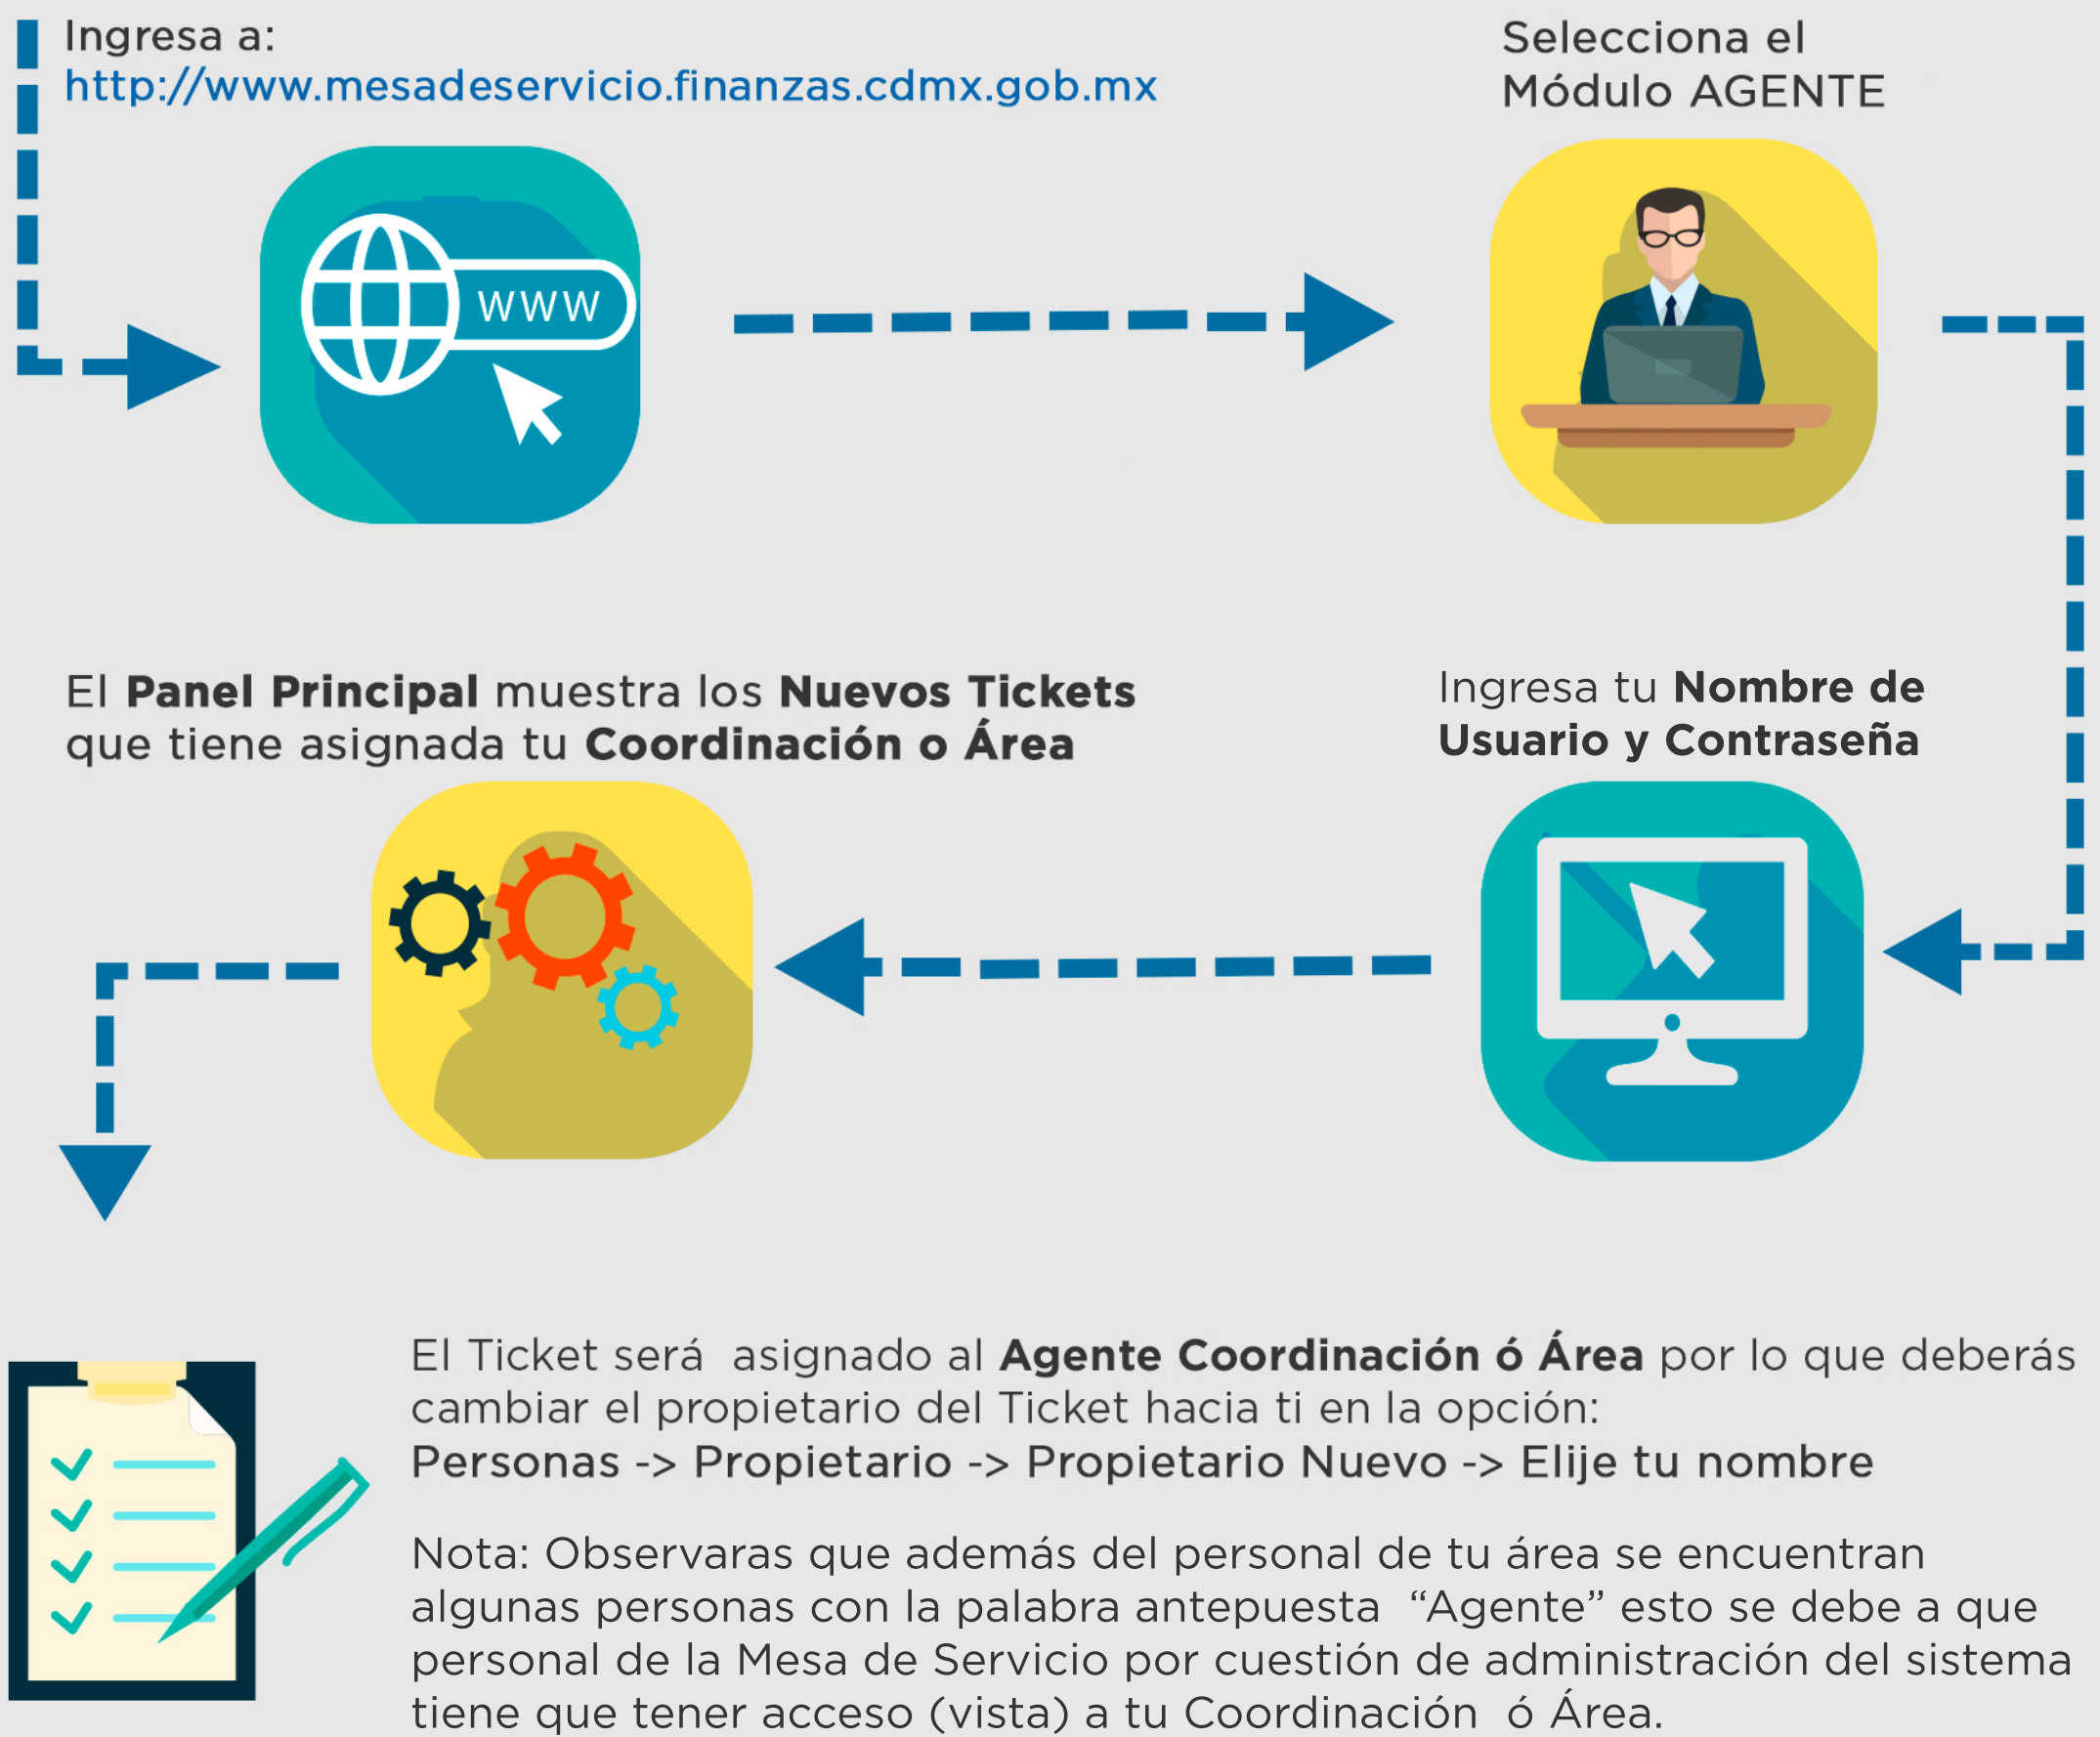 Ingresa a:
http://www.mesadeservicio.finanzas.cdmx.gob.mx
Selecciona el
Módulo AGENTE
WWW
Ingresa tu Nombre de
Usuario y Contraseña
El Panel Principal muestra los Nuevos Tickets
que tiene asignada tu Coordinación o Área
El Ticket será asignado al Agente Coordinación ó Área por lo que deberás
cambiar el propietario del Ticket hacia ti en la opción:
Personas -> Propietario -> Propietario Nuevo -> Elije tu nombre
Nota: Observaras que además del personal de tu área se encuentran
algunas personas con la palabra antepuesta “Agente” esto se debe a que
personal de la Mesa de Servicio por cuestión de administración del sistema
tiene que tener acceso (vista) a tu Coordinación ó Área.